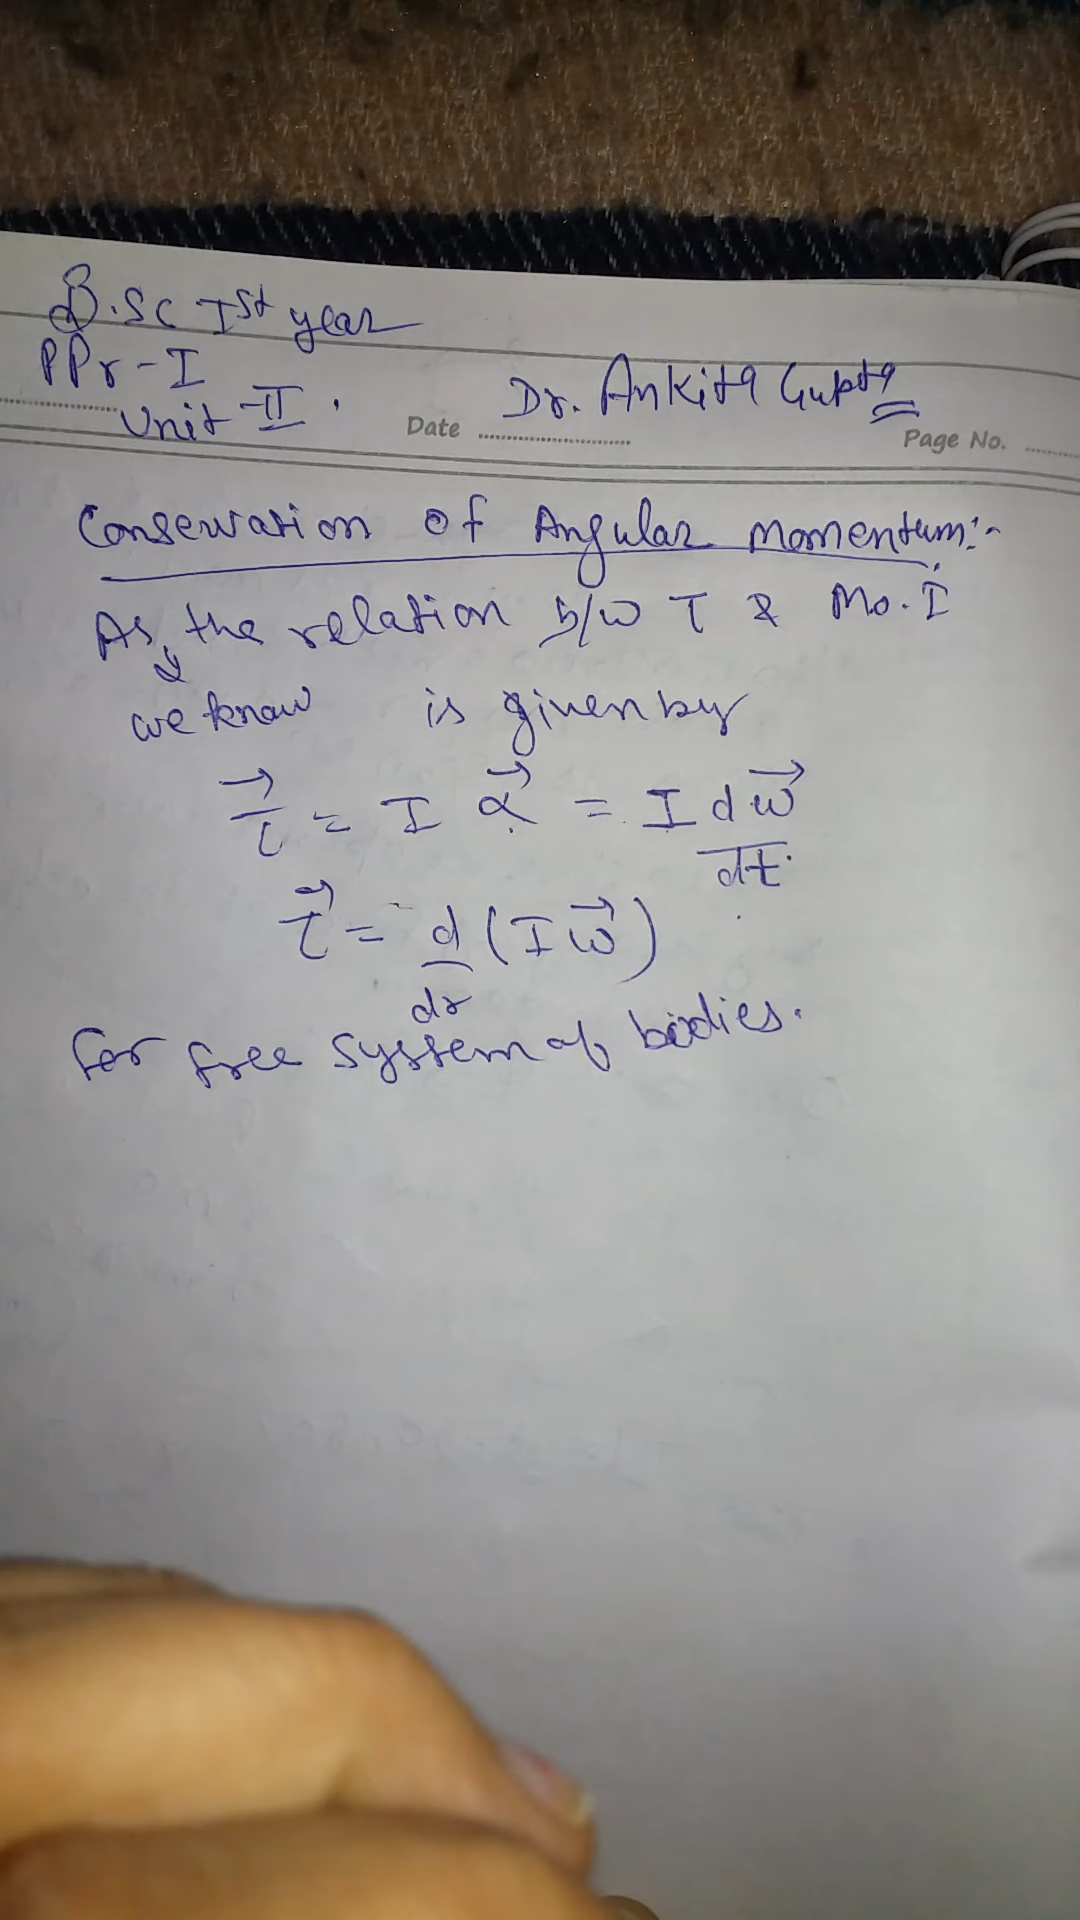 B.SC Ist year
PPr-I
Unit-II.
Dr. Ankita Gupta
Date
Page No.
Conservation of Angular momentum:-
As the relation b/w τ & Mo.I
we know is given by
τ⃗ = I α⃗ = I dω⃗/dt.
τ⃗ = d/dr (I ω⃗)
for free system of bodies.